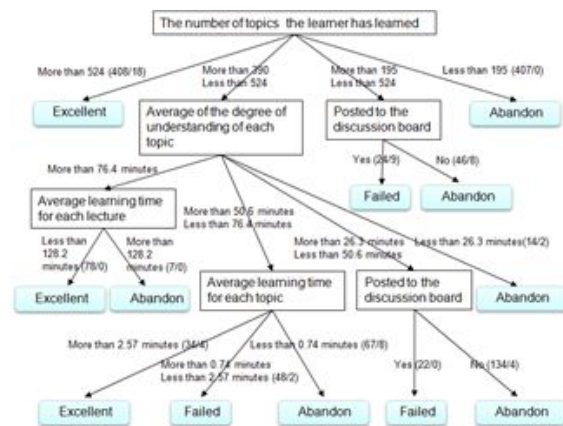 The number of topics the learner has learned
More than 524 (408/18)
More than 390
Less than 524
More than 195
Less than 524
Less than 195 (407/0)
Excellent
Average of the degree of
understanding of each
topic
Posted to the
discussion board
Abandon
Yes (24/9)
No (46/8)
More than 76.4 minutes
Failed
Abandon
Average learning time
for each lecture
More than 50.6 minutes
Less than 76.4 minutes
More than 26.3 minutes
Less than 50.6 minutes
Less than 26.3 minutes(14/2)
Less than
128.2
minutes (78/0)
More than
128.2
minutes (7/0)
Excellent
Abandon
Average learning time
for each topic
Posted to the
discussion board
Abandon
More than 2.57 minutes (34/4)
More than 0.74 minutes
Less than 2.57 minutes (48/2)
Less than 0.74 minutes (67/8)
Yes (22/0)
No (134/4)
Excellent
Failed
Abandon
Failed
Abandon